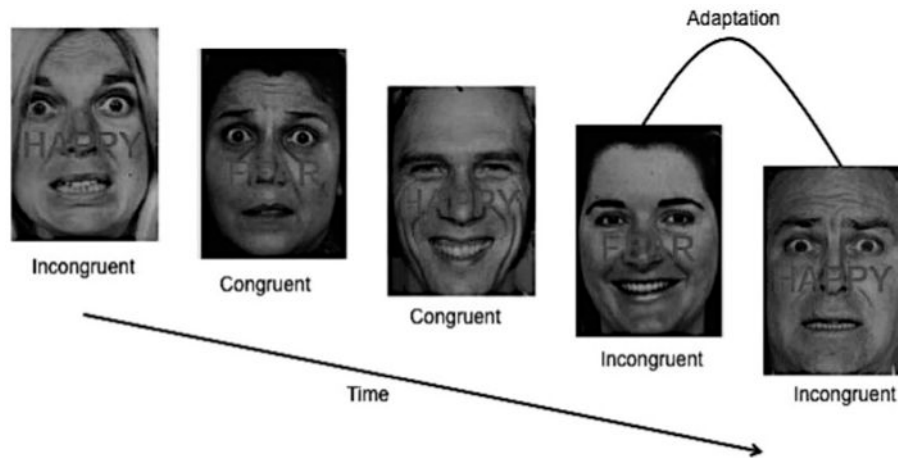 Adaptation
HAPPY
Incongruent
FEAR
Congruent
HAPPY
Congruent
FEAR
Incongruent
HAPPY
Incongruent
Time